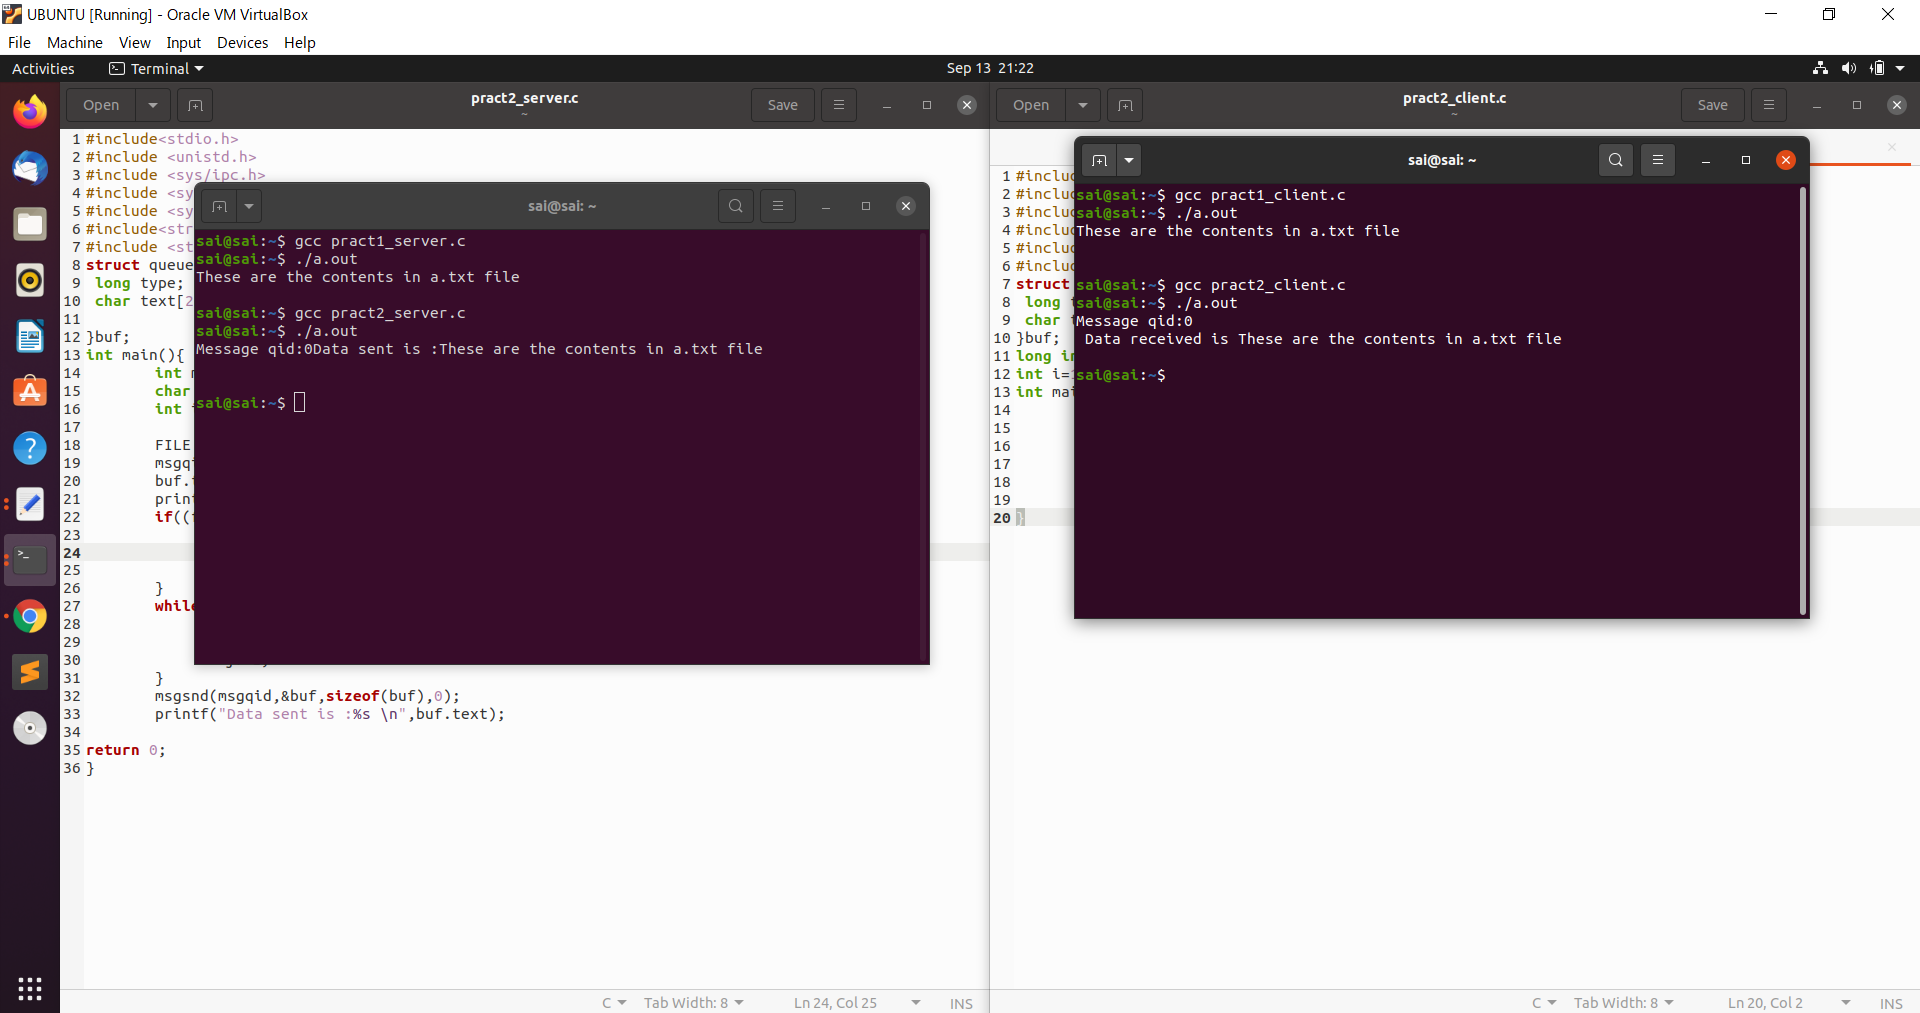 UBUNTU [Running] - Oracle VM VirtualBox
File Machine View Input Devices Help
Activities Terminal Sep 13 21:22
Open pract2_server.c Save
~
1 #include<stdio.h>
2 #include <unistd.h>
3 #include <sys/ipc.h>
4 #include <sy
5 #include <sy
6 #include<str
7 #include <st
8 struct queue
9 long type;
10 char text[2
11
12 }buf;
13 int main(){
14 int
15 char
16 int
17
18 FILE
19 msgq
20 buf.
21 prin
22 if((
23
24
25
26 }
27 while
28
29
30
31 }
32 msgsnd(msgqid,&buf,sizeof(buf),0);
33 printf("Data sent is :%s \n",buf.text);
34
35 return 0;
36 }
C Tab Width: 8 Ln 24, Col 25 INS
sai@sai: ~
sai@sai:~$ gcc pract1_server.c
sai@sai:~$ ./a.out
These are the contents in a.txt file
sai@sai:~$ gcc pract2_server.c
sai@sai:~$ ./a.out
Message qid:0Data sent is :These are the contents in a.txt file
sai@sai:~$
Open pract2_client.c Save
~
1 #inclu
2 #inclu
3 #inclu
4 #inclu
5 #inclu
6 #inclu
7 struct
8 long
9 char
10 }buf;
11 long in
12 int i=
13 int mai
14
15
16
17
18
19
20 }
C Tab Width: 8 Ln 20, Col 2 INS
sai@sai: ~
sai@sai:~$ gcc pract1_client.c
sai@sai:~$ ./a.out
These are the contents in a.txt file
sai@sai:~$ gcc pract2_client.c
sai@sai:~$ ./a.out
Message qid:0
Data received is These are the contents in a.txt file
sai@sai:~$